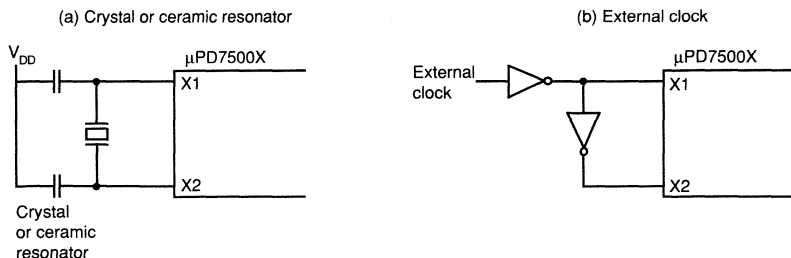 (a) Crystal or ceramic resonator
V_DD
μPD7500X
X1
X2
Crystal
or ceramic
resonator
(b) External clock
μPD7500X
External
clock
X1
X2